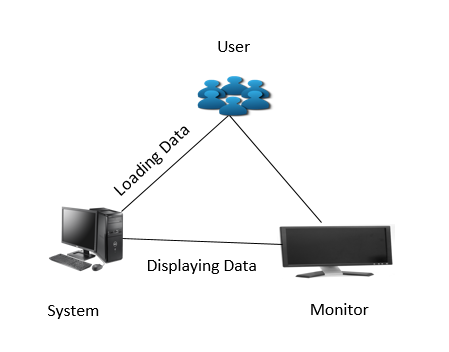 User
Loading Data
Displaying Data
System
Monitor